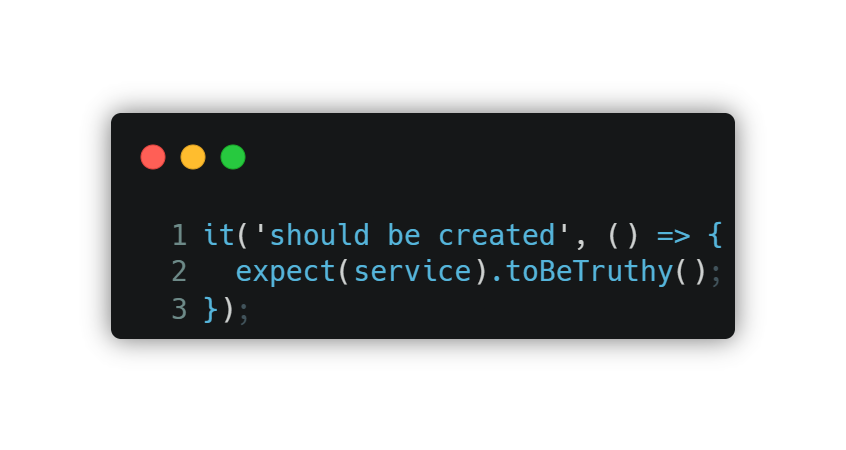 1 it('should be created', () => {
2   expect(service).toBeTruthy();
3 });